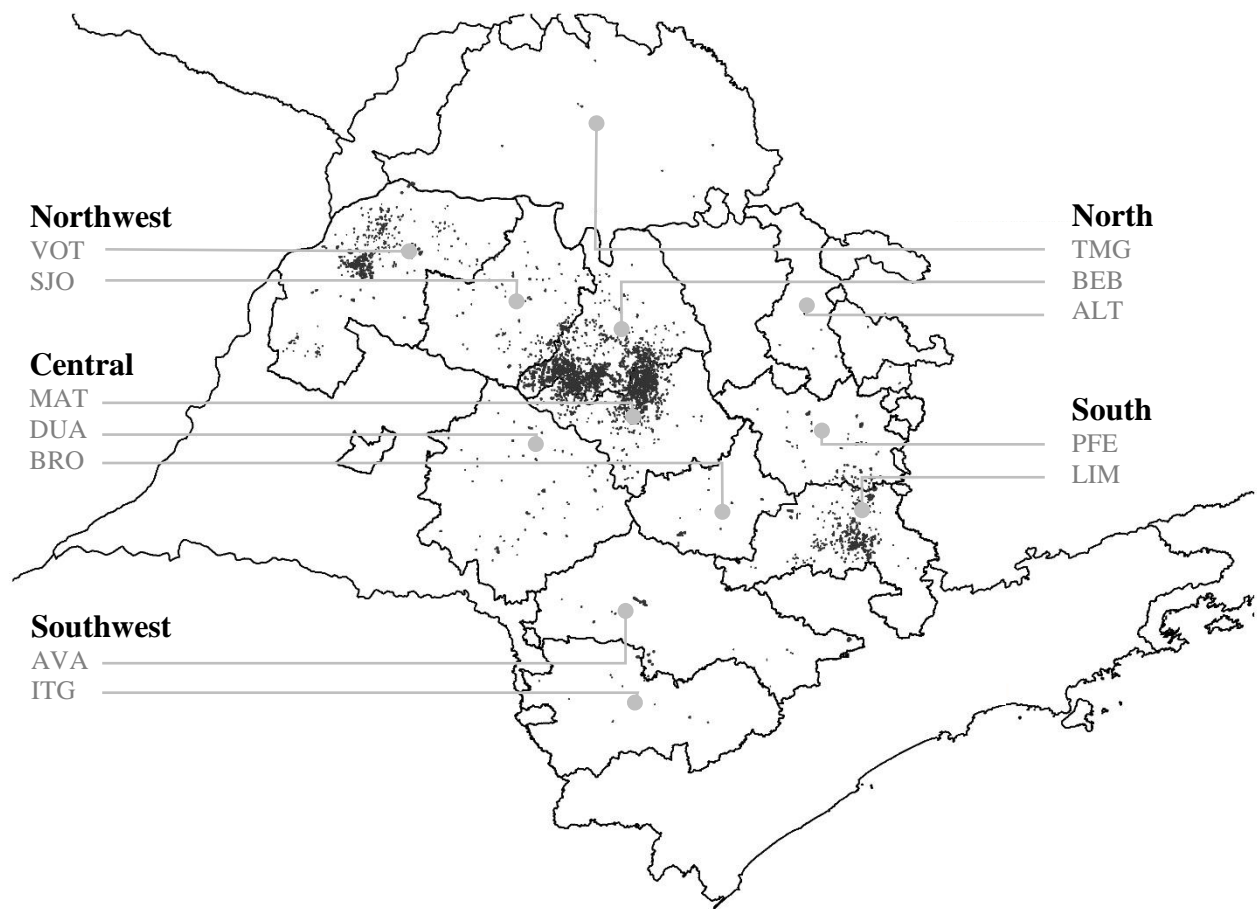 Northwest
VOT
SJO
Central
MAT
DUA
BRO
Southwest
AVA
ITG
North
TMG
BEB
ALT
South
PFE
LIM